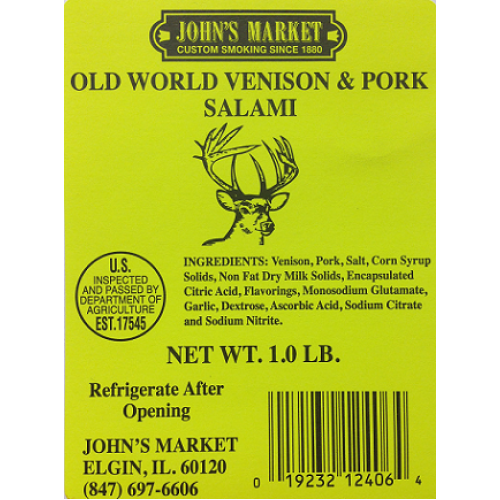 JOHN'S MARKET
CUSTOM SMOKING SINCE 1880
OLD WORLD VENISON & PORK
SALAMI
INGREDIENTS: Venison, Pork, Salt, Corn Syrup
Solids, Non Fat Dry Milk Solids, Encapsulated
Citric Acid, Flavorings, Monosodium Glutamate,
Garlic, Dextrose, Ascorbic Acid, Sodium Citrate
and Sodium Nitrite.
U.S.
INSPECTED
AND PASSED BY
DEPARTMENT OF
AGRICULTURE
EST.17545
NET WT. 1.0 LB.
Refrigerate After
Opening
JOHN'S MARKET
ELGIN, IL. 60120
(847) 697-6606
0 19232 12406 4